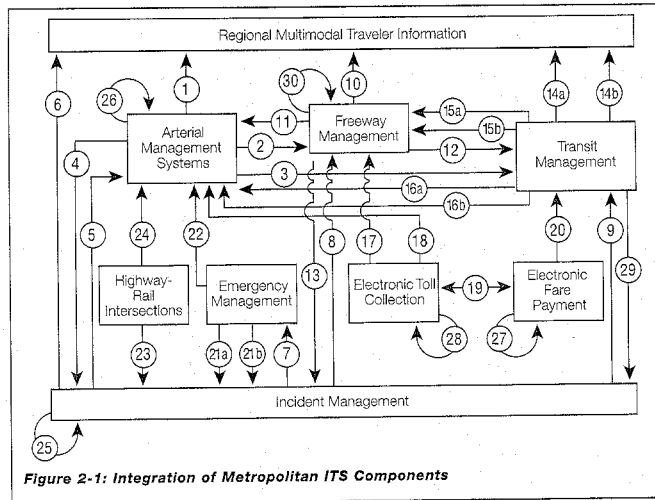 Regional Multimodal Traveler Information
6
26
1
30
10
14a
14b
Arterial
Management
Systems
11
2
Freeway
Management
15a
15b
12
Transit
Management
4
3
16a
16b
5
24
22
13
8
17
18
20
9
29
Highway-
Rail
Intersections
Emergency
Management
Electronic Toll
Collection
19
Electronic
Fare
Payment
23
21a
21b
7
28
27
Incident Management
25
Figure 2-1: Integration of Metropolitan ITS Components